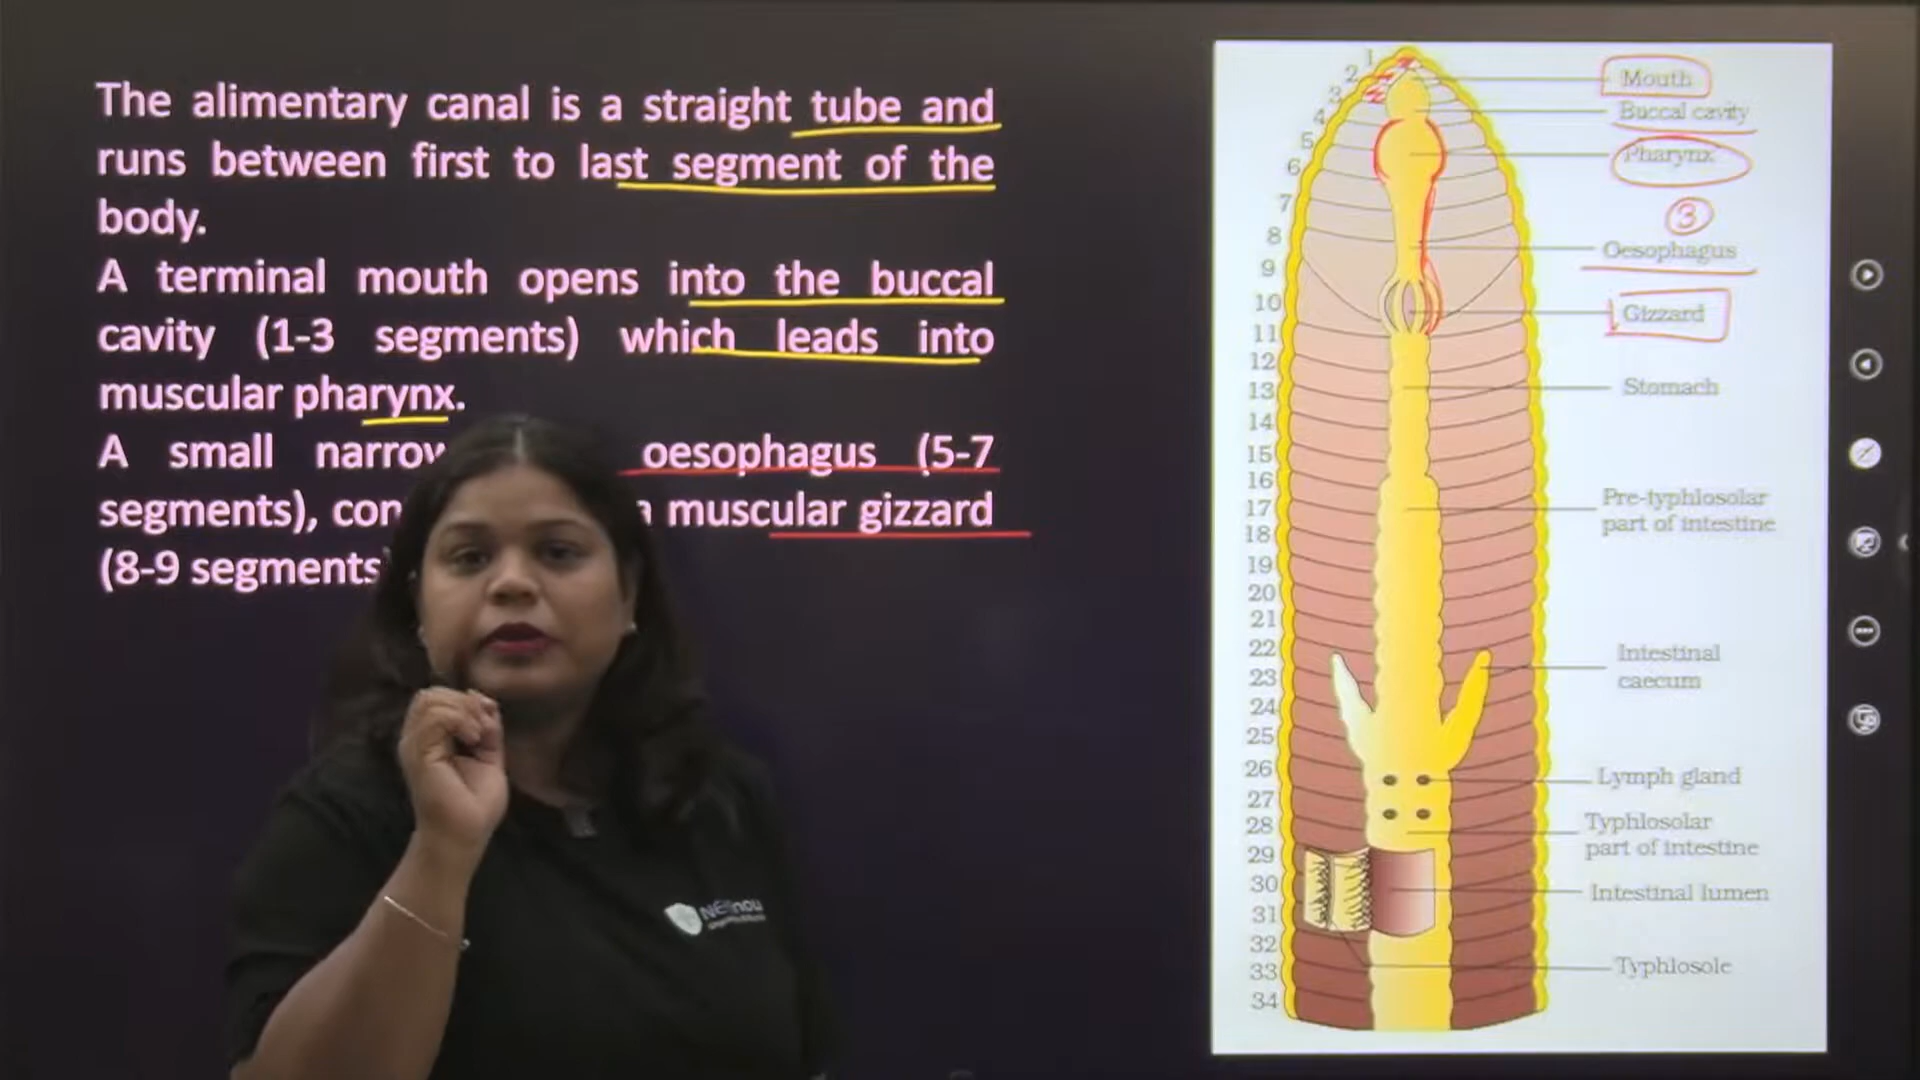 The alimentary canal is a straight tube and
runs between first to last segment of the
body.
A terminal mouth opens into the buccal
cavity (1-3 segments) which leads into
muscular pharynx.
A small narrow oesophagus (5-7
segments), a muscular gizzard
(8-9 segments
1
2
3
4
5
6
7
8
9
10
11
12
13
14
15
16
17
18
19
20
21
22
23
24
25
26
27
28
29
30
31
32
33
34
Mouth
Buccal cavity
Pharynx
3
Oesophagus
Gizzard
Stomach
Pre-typhlosolar
part of intestine
Intestinal
caecum
Lymph gland
Typhlosolar
part of intestine
Intestinal lumen
Typhlosole